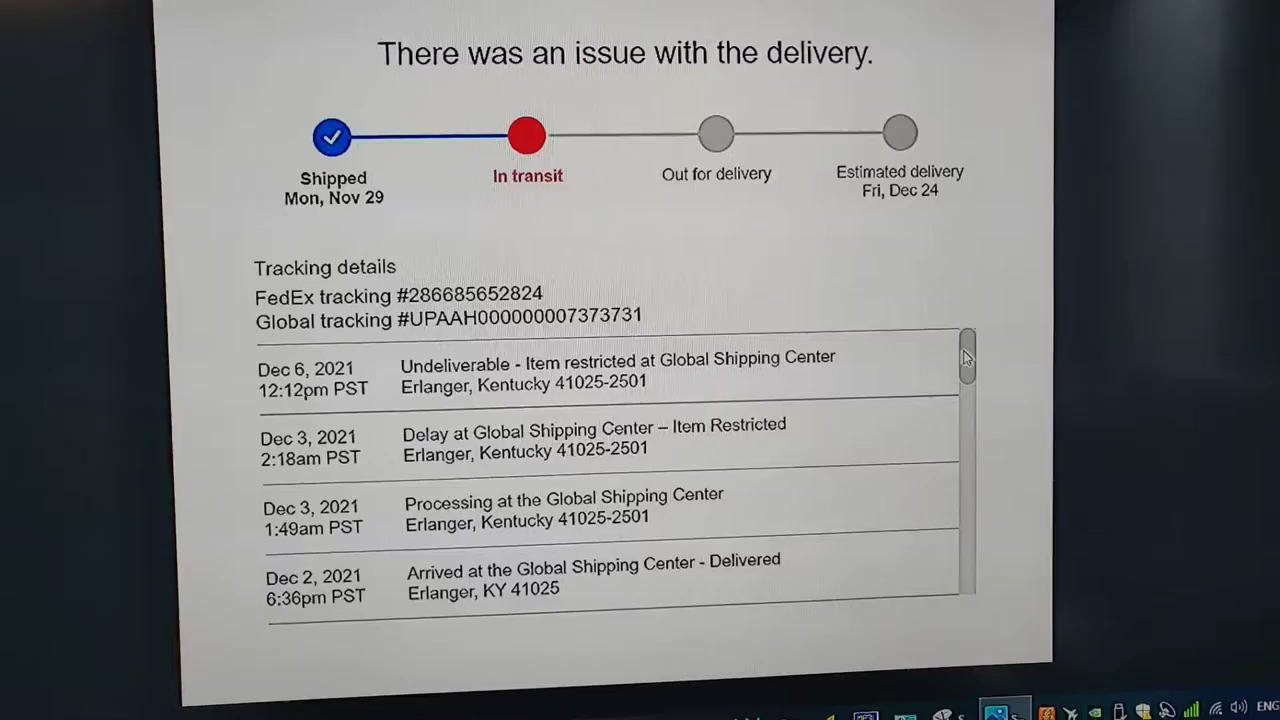 There was an issue with the delivery.
Shipped
Mon, Nov 29
In transit
Out for delivery
Estimated delivery
Fri, Dec 24
Tracking details
FedEx tracking #286685652824
Global tracking #UPAAH000000007373731
Dec 6, 2021
12:12pm PST
Undeliverable - Item restricted at Global Shipping Center
Erlanger, Kentucky 41025-2501
Dec 3, 2021
2:18am PST
Delay at Global Shipping Center – Item Restricted
Erlanger, Kentucky 41025-2501
Dec 3, 2021
1:49am PST
Processing at the Global Shipping Center
Erlanger, Kentucky 41025-2501
Dec 2, 2021
6:36pm PST
Arrived at the Global Shipping Center - Delivered
Erlanger, KY 41025
ENG